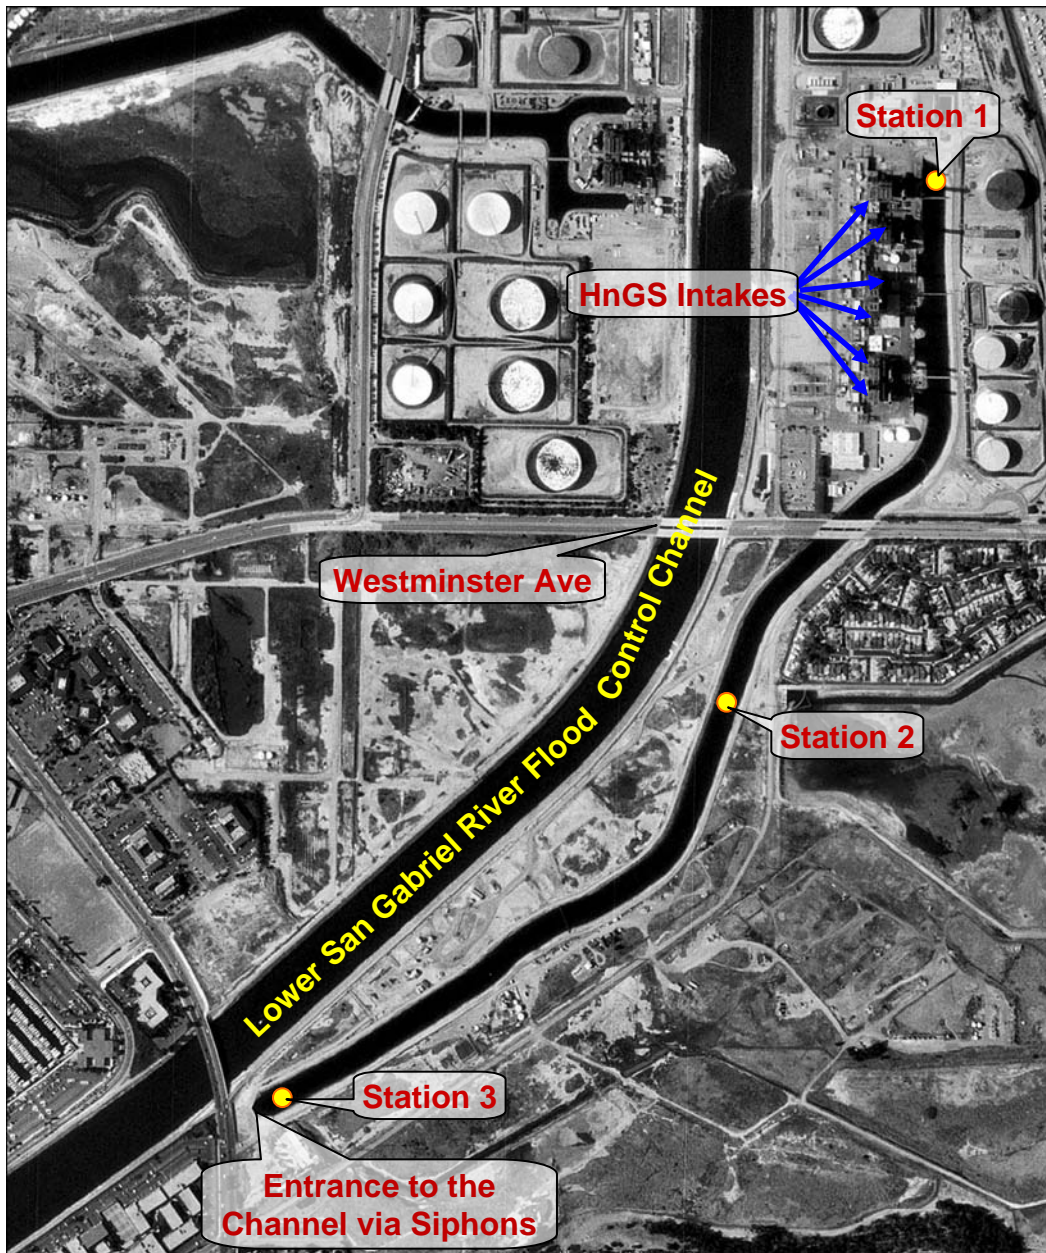 Station 1
HnGS Intakes
Westminster Ave
Lower San Gabriel River Flood  Control Channel
Station 2
Station 3
Entrance to the
Channel via Siphons